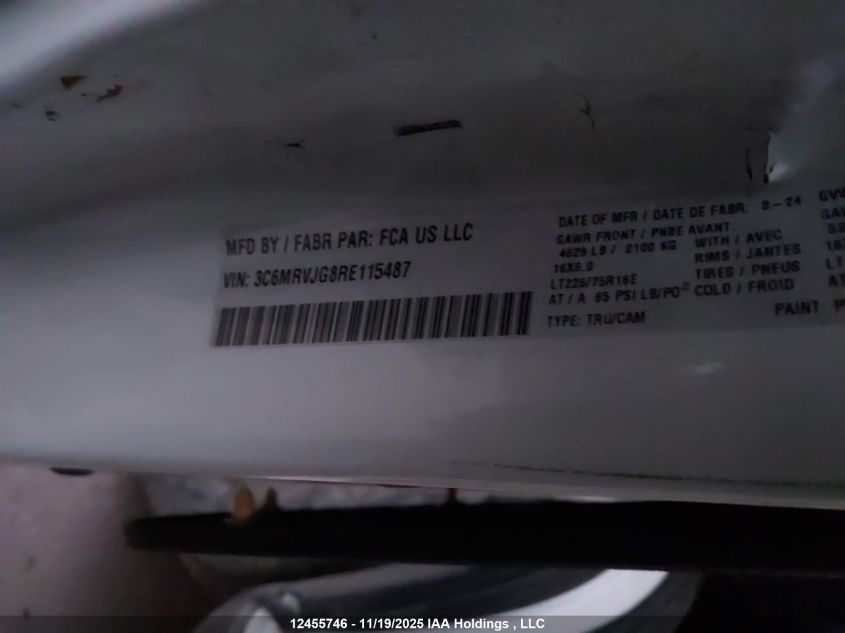 MFD BY / FABR PAR: FCA US LLC
VIN: 3C6MRVJG8RE115487
DATE OF MFR / DATE DE FABR: 9-24
GAWR FRONT / PNBE AVANT
4629 LB / 2100 KG WITH / AVEC
16X6.0 RIMS / JANTES
LT225/75R16E TIRES / PNEUS
AT / A 65 PSI LB/PO² COLD / FROID
TYPE: TRU/CAM
PAINT:
12455746 - 11/19/2025 IAA Holdings , LLC